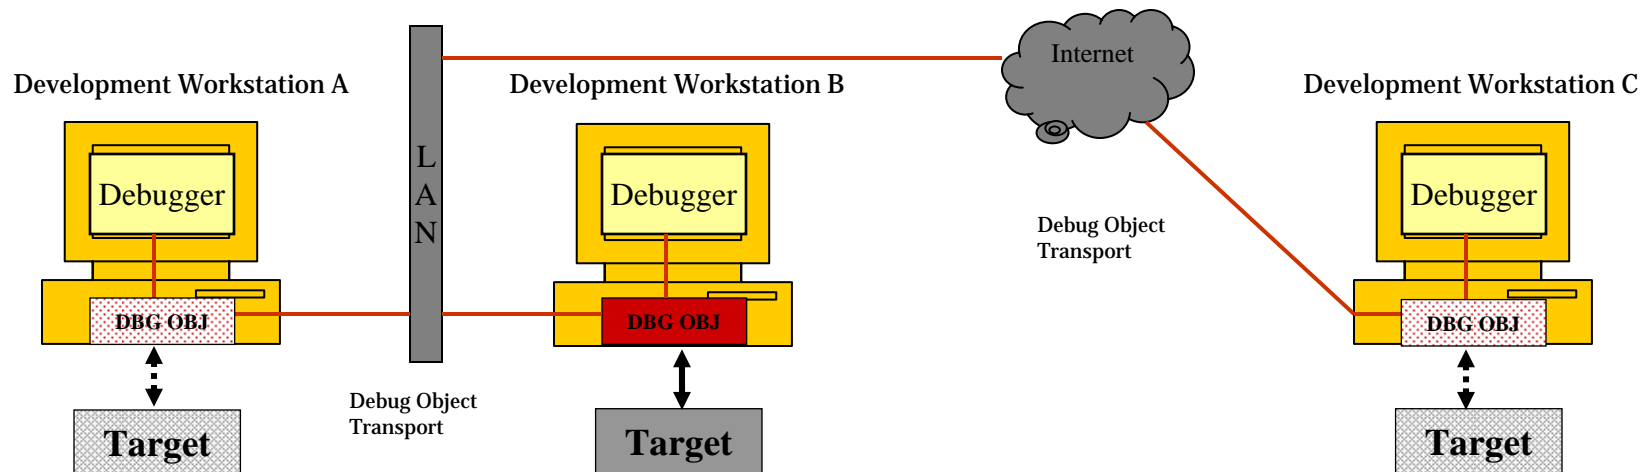 Internet
Development Workstation A
Development Workstation B
Development Workstation C
L
A
N
Debugger
Debugger
Debugger
Debug Object
Transport
DBG OBJ
DBG OBJ
DBG OBJ
Debug Object
Transport
Target
Target
Target